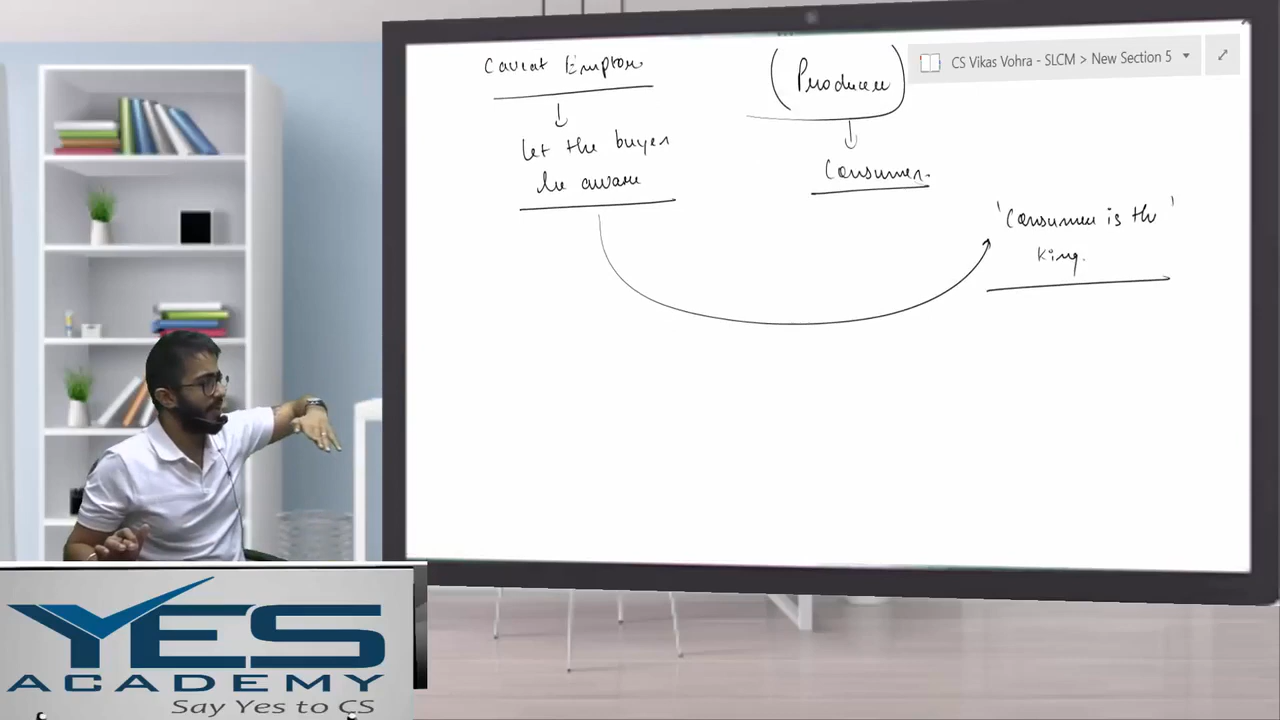 Caveat Emptor
let the buyer
be aware
Producer
Consumer.
'Consumer is the'
king.
CS Vikas Vohra - SLCM > New Section 5
YES
ACADEMY
Say Yes to CS